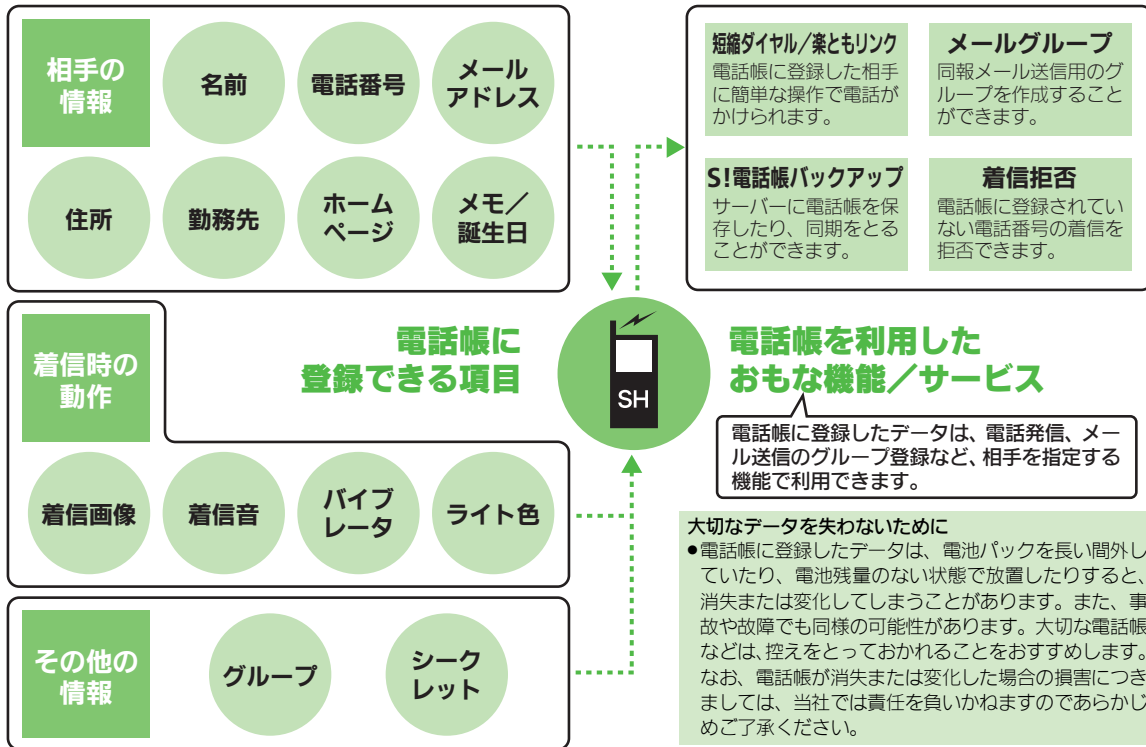 相手の
情報
名前
電話番号
メール
アドレス
住所
勤務先
ホーム
ページ
メモ／
誕生日
着信時の
動作
着信画像
着信音
バイブ
レータ
ライト色
その他の
情報
グループ
シーク
レット
電話帳に
登録できる項目
SH
短縮ダイヤル／楽ともリンク
電話帳に登録した相手
に簡単な操作で電話が
かけられます。
メールグループ
同報メール送信用のグ
ループを作成すること
ができます。
S!電話帳バックアップ
サーバーに電話帳を保
存したり、同期をとる
ことができます。
着信拒否
電話帳に登録されてい
ない電話番号の着信を
拒否できます。
電話帳を利用した
おもな機能／サービス
電話帳に登録したデータは、電話発信、メー
ル送信のグループ登録など、相手を指定する
機能で利用できます。
大切なデータを失わないために
●電話帳に登録したデータは、電池パックを長い間外し
ていたり、電池残量のない状態で放置したりすると、
消失または変化してしまうことがあります。また、事
故や故障でも同様の可能性があります。大切な電話帳
などは、控えをとっておかれることをおすすめします。
なお、電話帳が消失または変化した場合の損害につき
ましては、当社では責任を負いかねますのであらかじ
めご了承ください。